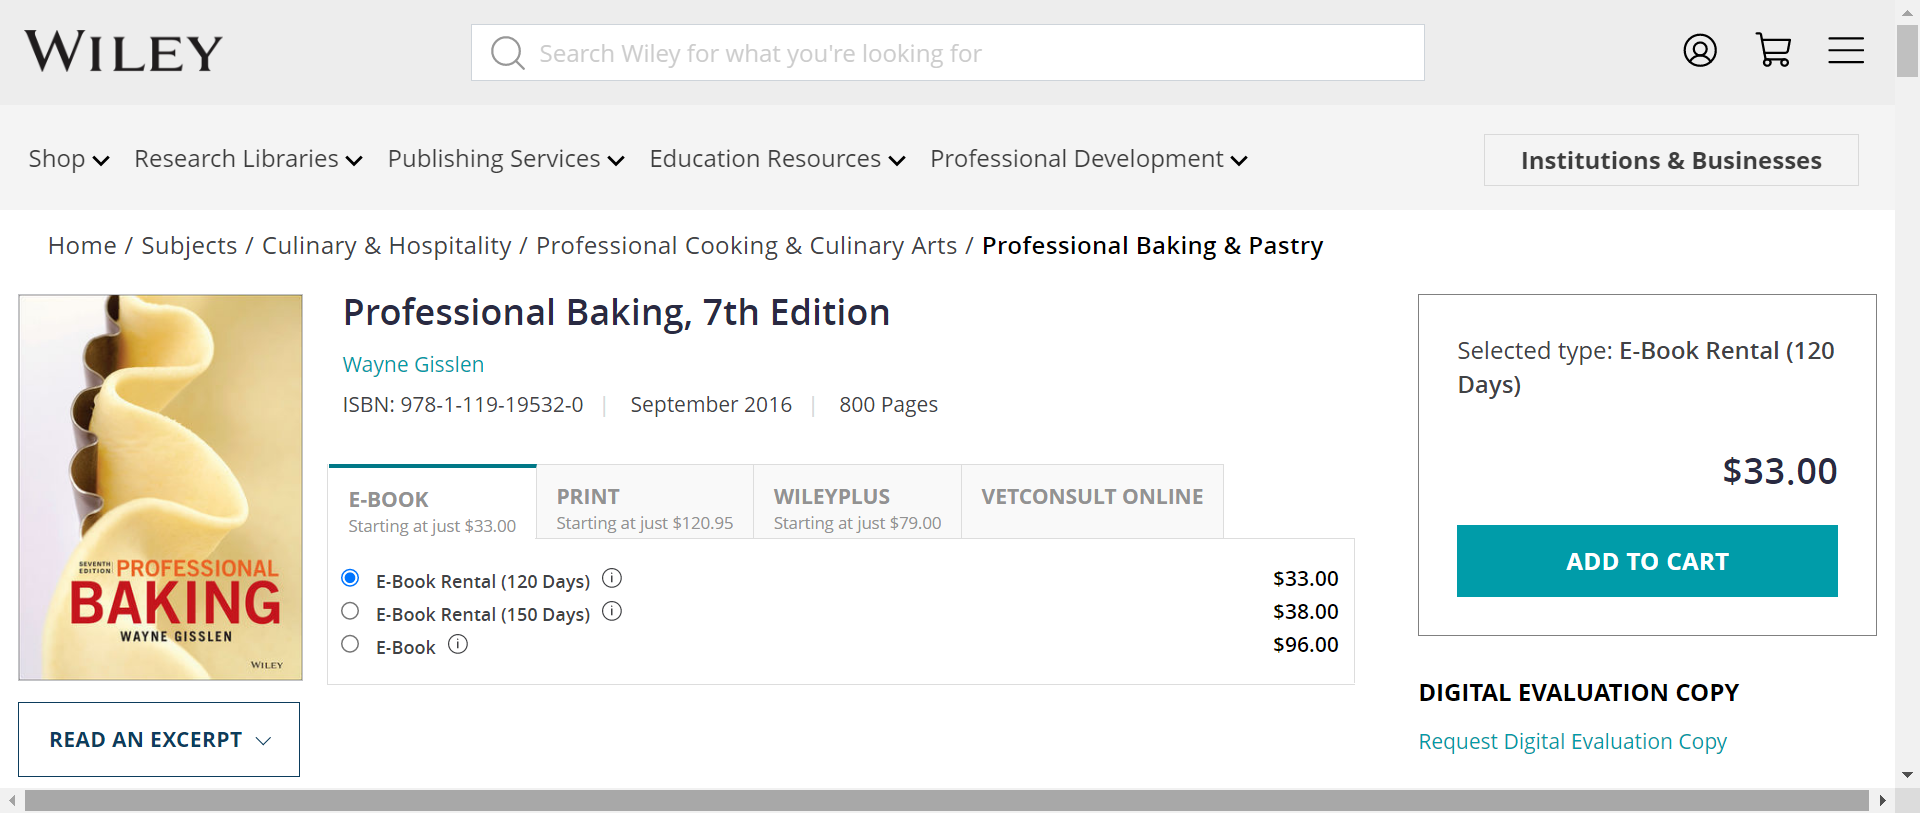 WILEY
Search Wiley for what you're looking for
Shop
Research Libraries
Publishing Services
Education Resources
Professional Development
Institutions & Businesses
Home / Subjects / Culinary & Hospitality / Professional Cooking & Culinary Arts / Professional Baking & Pastry
SEVENTH EDITION PROFESSIONAL
BAKING
WAYNE GISSLEN
WILEY
READ AN EXCERPT
Professional Baking, 7th Edition
Wayne Gisslen
ISBN: 978-1-119-19532-0 | September 2016 | 800 Pages
E-BOOK
Starting at just $33.00
PRINT
Starting at just $120.95
WILEYPLUS
Starting at just $79.00
VETCONSULT ONLINE
E-Book Rental (120 Days) $33.00
E-Book Rental (150 Days) $38.00
E-Book $96.00
Selected type: E-Book Rental (120
Days)
$33.00
ADD TO CART
DIGITAL EVALUATION COPY
Request Digital Evaluation Copy